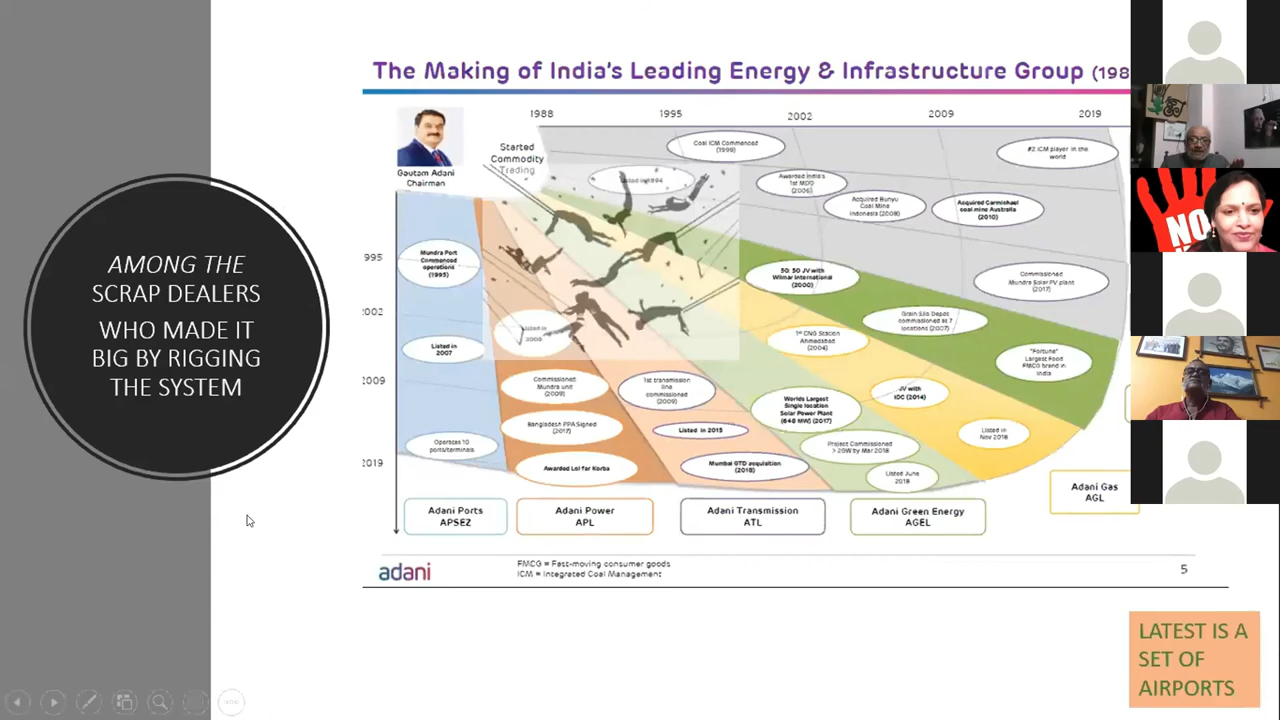 The Making of India's Leading Energy & Infrastructure Group (198
1988
1995
2002
2009
2019
Gautam Adani
Chairman
Started
Commodity
Trading
Coal ICM Commenced
(1999)
#2 ICM player in the
world
Awarded India's
1st MDO
(2006)
Acquired Bunyu
Coal Mine
Indonesia (2008)
Acquired Carmichael
coal mine Australia
(2010)
995
Mundra Port
Commenced
operations
(1995)
50: 50 JV with
Wilmar International
(2000)
Commissioned
Mundra Solar PV plant
(2017)
AMONG THE
SCRAP DEALERS
WHO MADE IT
BIG BY RIGGING
THE SYSTEM
2002
Grain Silo Depots
commissioned at 7
locations (2007)
Listed in
2007
1st CNG Station
Ahmedabad
(2004)
"Fortune"
Largest Food
FMCG brand in
India
2009
Commissioned
Mundra unit
(2009)
1st transmission
line
commissioned
(2009)
Worlds Largest
Single location
Solar Power Plant
(648 MW) (2017)
JV with
IOC (2014)
Bangladesh PPA Signed
(2017)
Listed in 2015
Listed in
Nov 2018
Operates 10
ports/terminals
Project Commissioned
> 2GW by Mar 2018
2019
Awarded LoI for Korba
Mumbai GTD acquisition
(2018)
Listed June
2018
Adani Ports
APSEZ
Adani Power
APL
Adani Transmission
ATL
Adani Green Energy
AGEL
Adani Gas
AGL
adani
FMCG = Fast-moving consumer goods
ICM = Integrated Coal Management
5
LATEST IS A
SET OF
AIRPORTS
NO